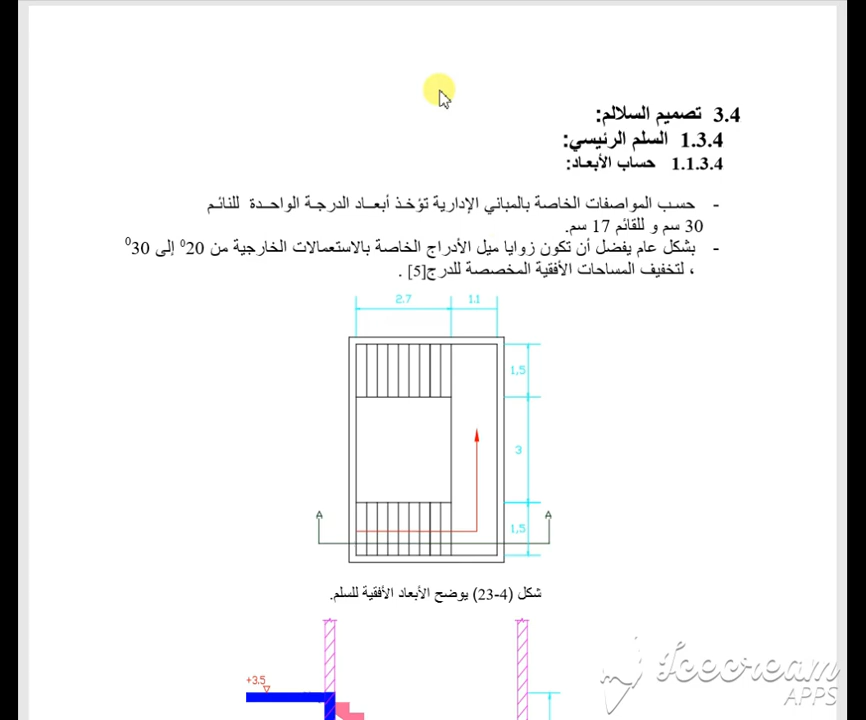 3.4 تصميم السلالم:
1.3.4 السلم الرئيسي:
1.1.3.4 حساب الأبعاد:
- حسب المواصفات الخاصة بالمباني الإدارية تؤخذ أبعاد الدرجة الواحدة للنائم
30 سم و للقائم 17 سم.
- بشكل عام يفضل أن تكون زوايا ميل الأدراج الخاصة بالاستعمالات الخارجية من 20⁰ إلى 30⁰
، لتخفيف المساحات الأفقية المخصصة للدرج[5] .
2.7 1.1
1,5
3
A A
1,5
شكل (4-23) يوضح الأبعاد الأفقية للسلم.
+3.5
Icecream
APPS